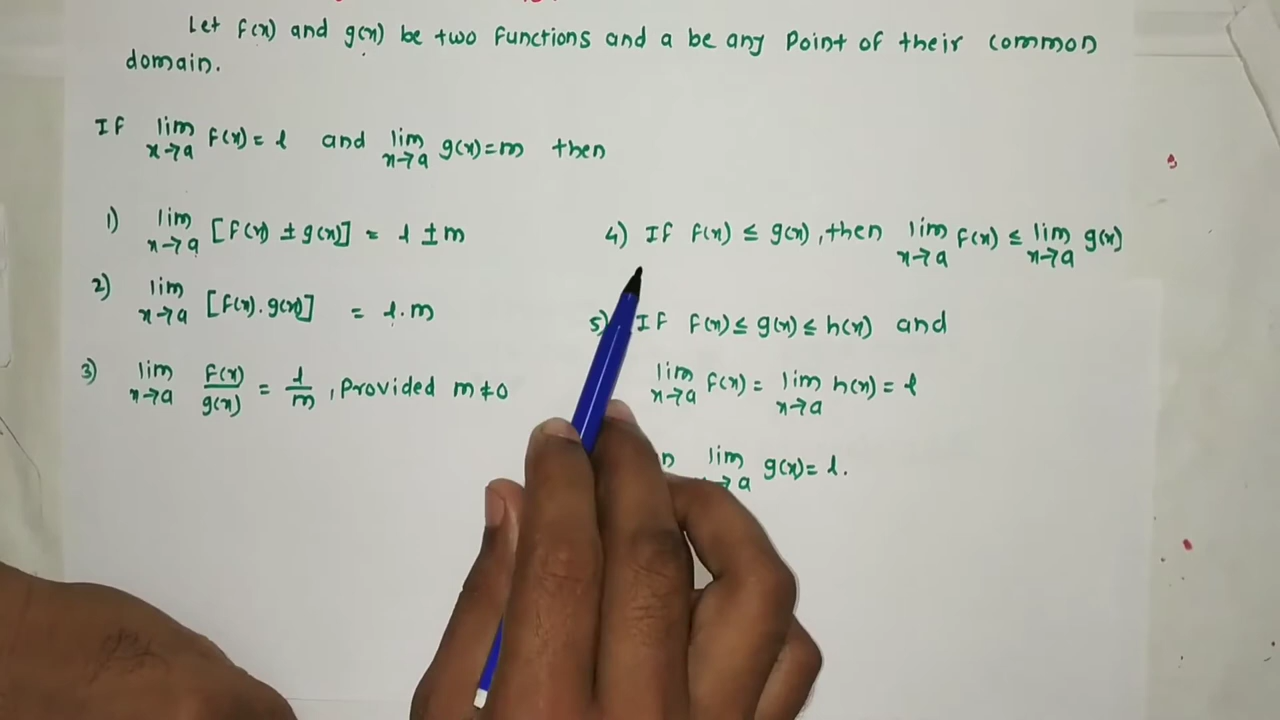 Let f(x) and g(x) be two functions and a be any point of their common
domain.
If lim x→a f(x) = l and lim x→a g(x) = m then
1) lim x→a [f(x) ± g(x)] = l ± m
2) lim x→a [f(x) . g(x)] = l . m
3) lim x→a f(x)/g(x) = l/m , provided m ≠ 0
4) If f(x) ≤ g(x), then lim x→a f(x) ≤ lim x→a g(x)
5) If f(x) ≤ g(x) ≤ h(x) and
lim x→a f(x) = lim x→a h(x) = l
lim x→a g(x) = l.